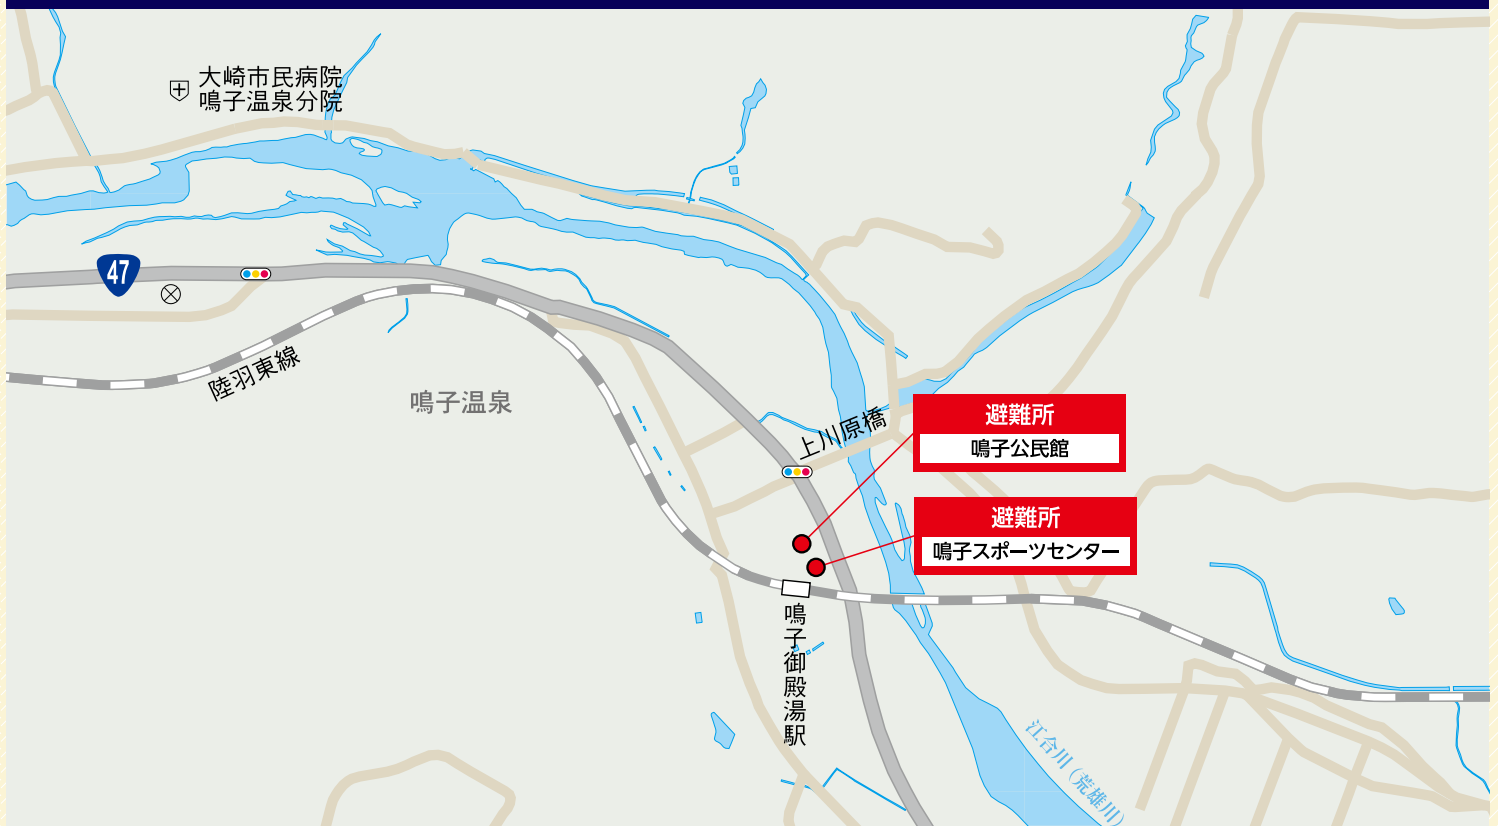 大崎市民病院
鳴子温泉分院
47
陸羽東線
鳴子温泉
上川原橋
避難所
鳴子公民館
避難所
鳴子スポーツセンター
鳴子御殿湯駅
江合川（荒雄川）